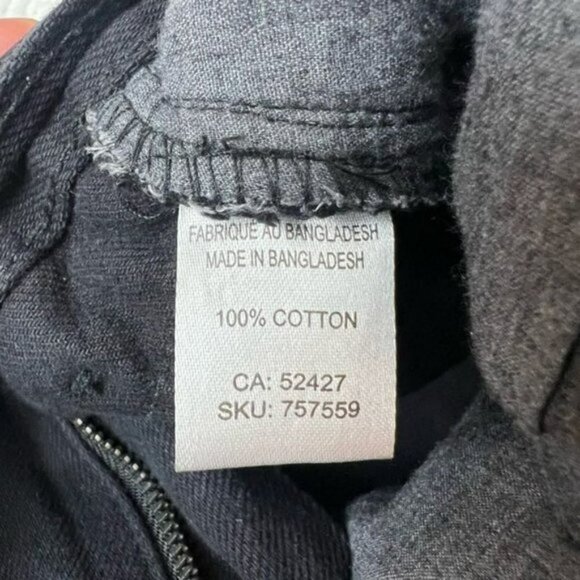 FABRIQUE AU BANGLADESH
MADE IN BANGLADESH
100% COTTON
CA: 52427
SKU: 757559